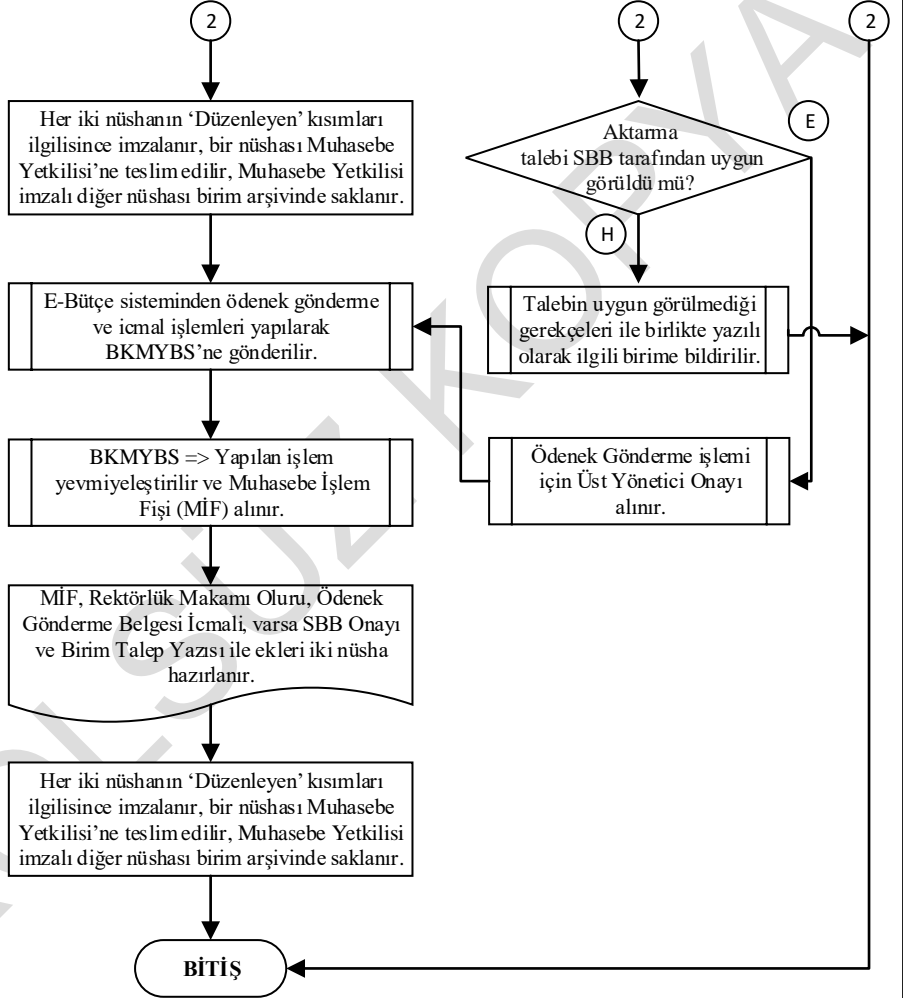 2
2
2
Her iki nüshanın ‘Düzenleyen’ kısımları
ilgilisince imzalanır, bir nüshası Muhasebe
Yetkilisi’ne teslim edilir, Muhasebe Yetkilisi
imzalı diğer nüshası birim arşivinde saklanır.
Aktarma
talebi SBB tarafından uygun
görüldü mü?
E
H
E-Bütçe sisteminden ödenek gönderme
ve icmal işlemleri yapılarak
BKMYBS’ne gönderilir.
Talebin uygun görülmediği
gerekçeleri ile birlikte yazılı
olarak ilgili birime bildirilir.
BKMYBS => Yapılan işlem
yevmiyeleştirilir ve Muhasebe İşlem
Fişi (MİF) alınır.
Ödenek Gönderme işlemi
için Üst Yönetici Onayı
alınır.
MİF, Rektörlük Makamı Oluru, Ödenek
Gönderme Belgesi İcmali, varsa SBB Onayı
ve Birim Talep Yazısı ile ekleri iki nüsha
hazırlanır.
Her iki nüshanın ‘Düzenleyen’ kısımları
ilgilisince imzalanır, bir nüshası Muhasebe
Yetkilisi’ne teslim edilir, Muhasebe Yetkilisi
imzalı diğer nüshası birim arşivinde saklanır.
BİTİŞ
OLSÜZ KOPYA